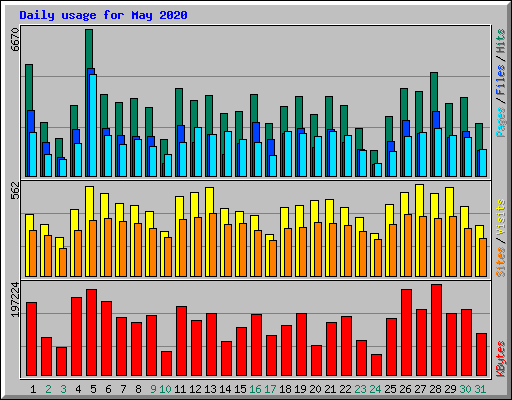 Daily usage for May 2020
6670
Pages / Files / Hits
562
Sites / Visits
197224
KBytes
1 2 3 4 5 6 7 8 9 10 11 12 13 14 15 16 17 18 19 20 21 22 23 24 25 26 27 28 29 30 31